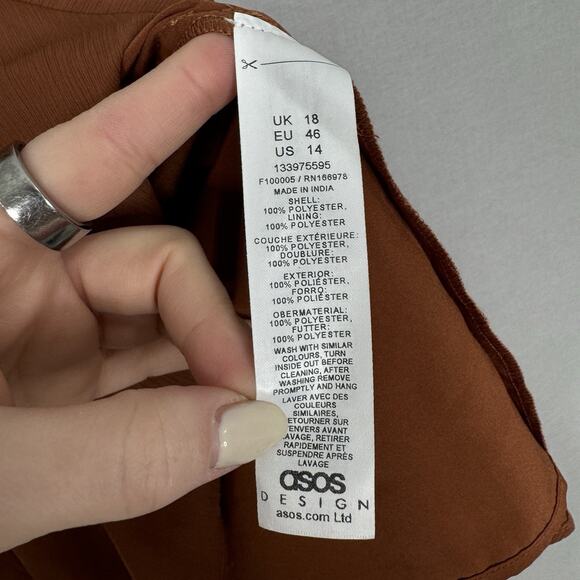 UK 18
EU 46
US 14
133975595
F100005 / RN166978
MADE IN INDIA
SHELL:
100% POLYESTER,
LINING:
100% POLYESTER
COUCHE EXTÉRIEURE:
100% POLYESTER,
DOUBLURE:
100% POLYESTER
EXTERIOR:
100% POLIÉSTER,
FORRO:
100% POLIÉSTER
OBERMATERIAL:
100% POLYESTER,
FUTTER:
100% POLYESTER
WASH WITH SIMILAR
COLOURS, TURN
INSIDE OUT BEFORE
CLEANING, AFTER
WASHING REMOVE
PROMPTLY AND HANG
LAVER AVEC DES
COULEURS
SIMILAIRES,
RETOURNER SUR
L'ENVERS AVANT
LAVAGE, RETIRER
RAPIDEMENT ET
SUSPENDRE APRÈS
LAVAGE
asos
DESIGN
asos.com Ltd